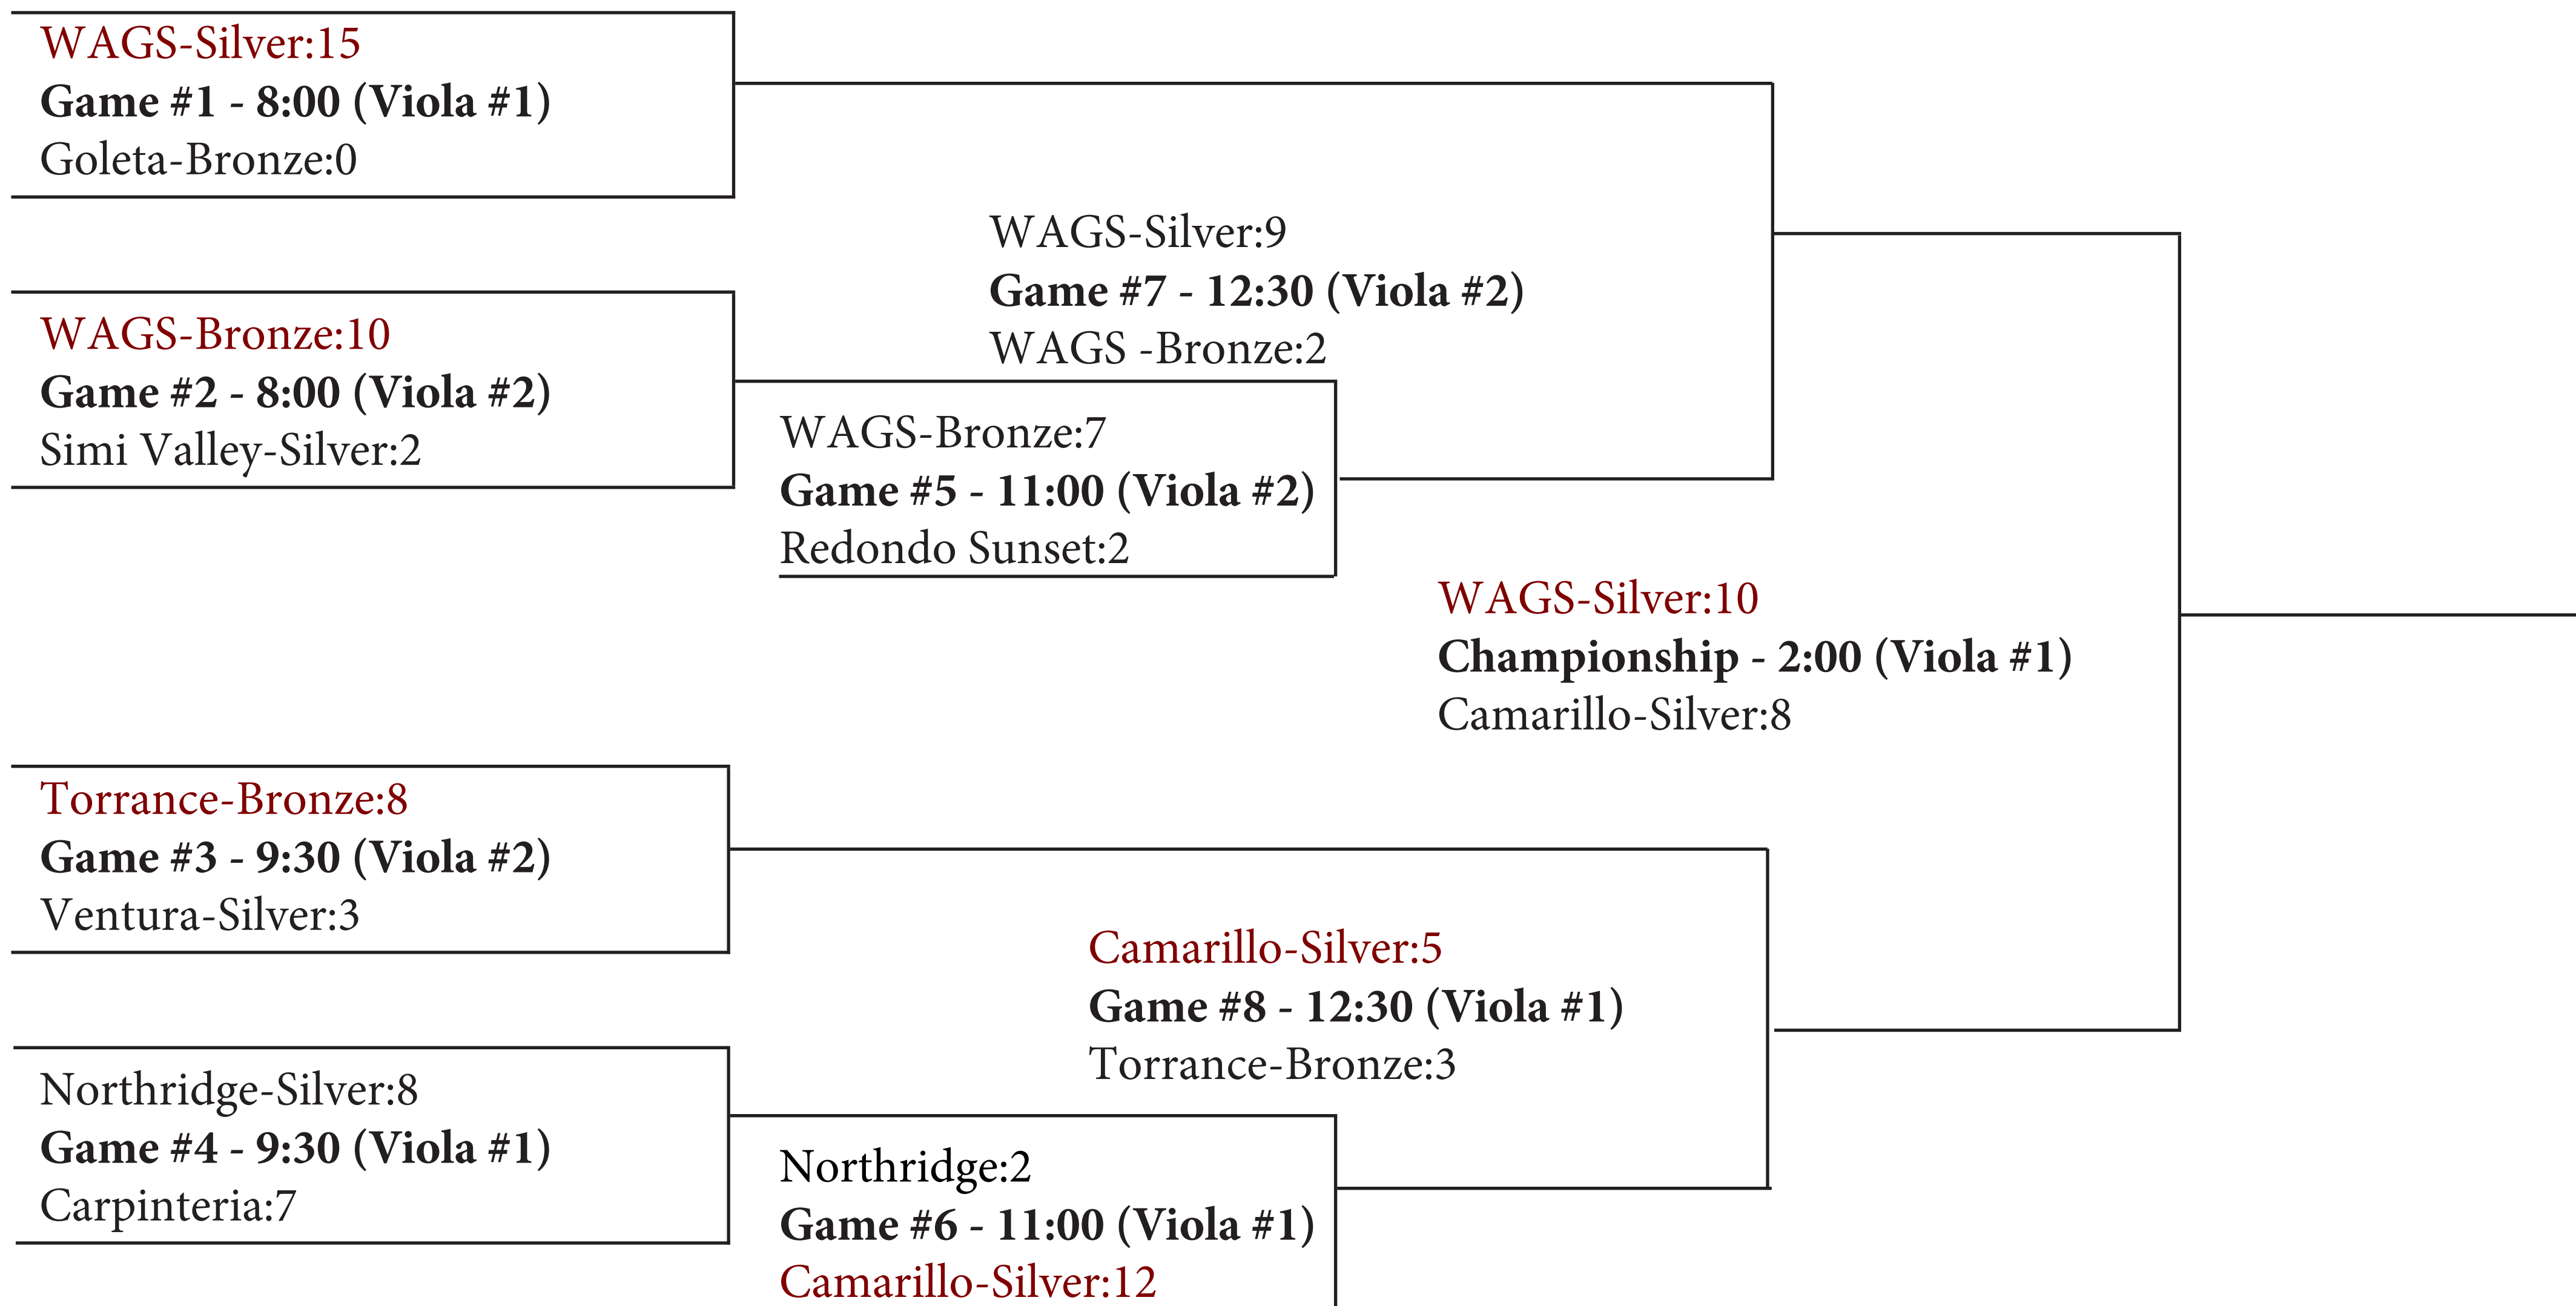 WAGS-Silver:15
Game #1 - 8:00 (Viola #1)
Goleta-Bronze:0
WAGS-Silver:9
Game #7 - 12:30 (Viola #2)
WAGS -Bronze:2
WAGS-Bronze:10
Game #2 - 8:00 (Viola #2)
Simi Valley-Silver:2
WAGS-Bronze:7
Game #5 - 11:00 (Viola #2)
Redondo Sunset:2
WAGS-Silver:10
Championship - 2:00 (Viola #1)
Camarillo-Silver:8
Torrance-Bronze:8
Game #3 - 9:30 (Viola #2)
Ventura-Silver:3
Camarillo-Silver:5
Game #8 - 12:30 (Viola #1)
Torrance-Bronze:3
Northridge-Silver:8
Game #4 - 9:30 (Viola #1)
Carpinteria:7
Northridge:2
Game #6 - 11:00 (Viola #1)
Camarillo-Silver:12